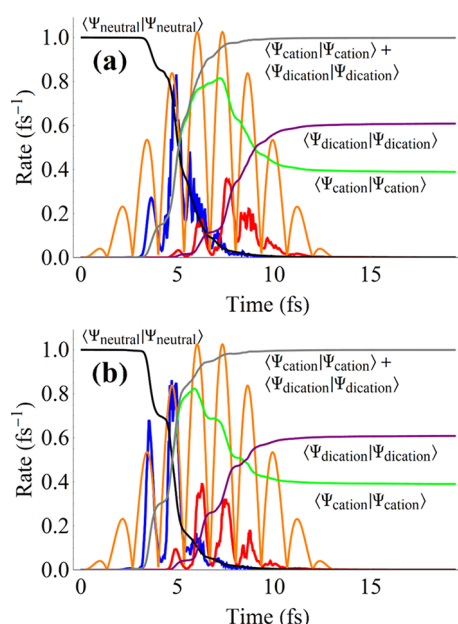 ⟨Ψneutral|Ψneutral⟩
(a)
⟨Ψcation|Ψcation⟩ +
⟨Ψdication|Ψdication⟩
⟨Ψdication|Ψdication⟩
⟨Ψcation|Ψcation⟩
Rate (fs⁻¹)
1.0
0.8
0.6
0.4
0.2
0.0
0 5 10 15
Time (fs)
⟨Ψneutral|Ψneutral⟩
(b)
⟨Ψcation|Ψcation⟩ +
⟨Ψdication|Ψdication⟩
⟨Ψdication|Ψdication⟩
⟨Ψcation|Ψcation⟩
Rate (fs⁻¹)
1.0
0.8
0.6
0.4
0.2
0.0
0 5 10 15
Time (fs)